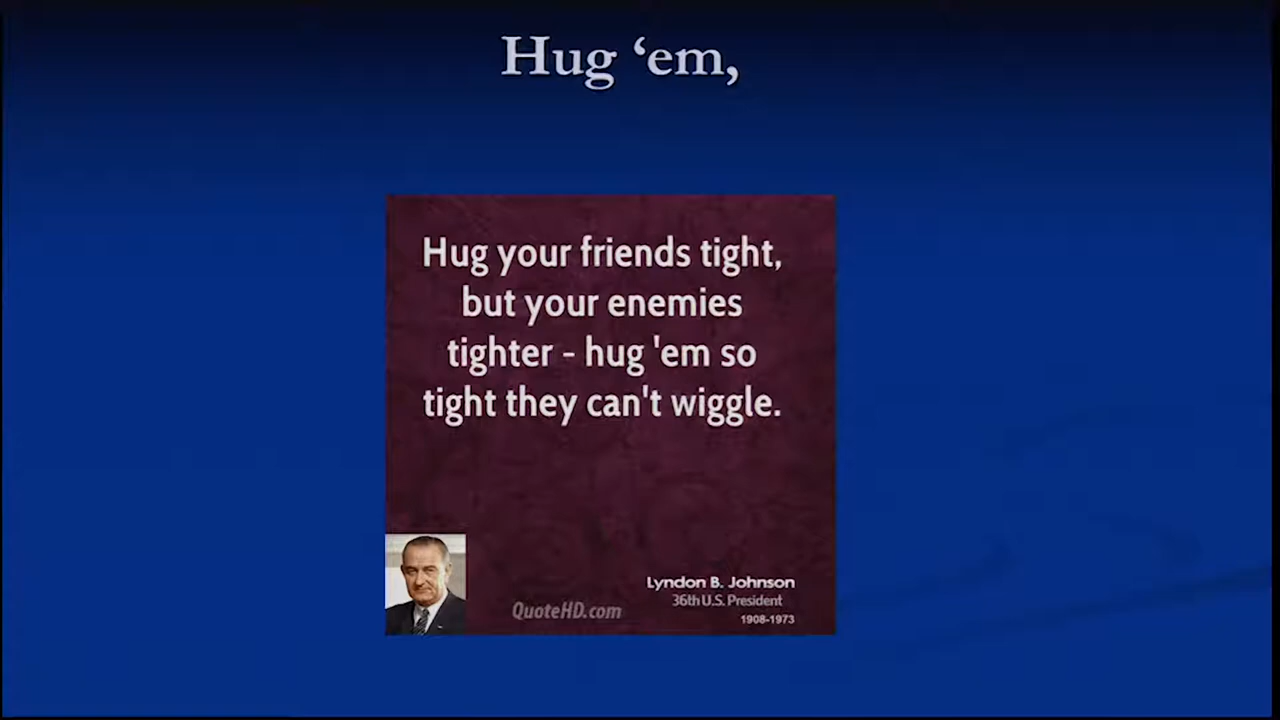 Hug ‘em,
Hug your friends tight,
but your enemies
tighter - hug 'em so
tight they can't wiggle.
Lyndon B. Johnson
36th U.S. President
1908-1973
QuoteHD.com